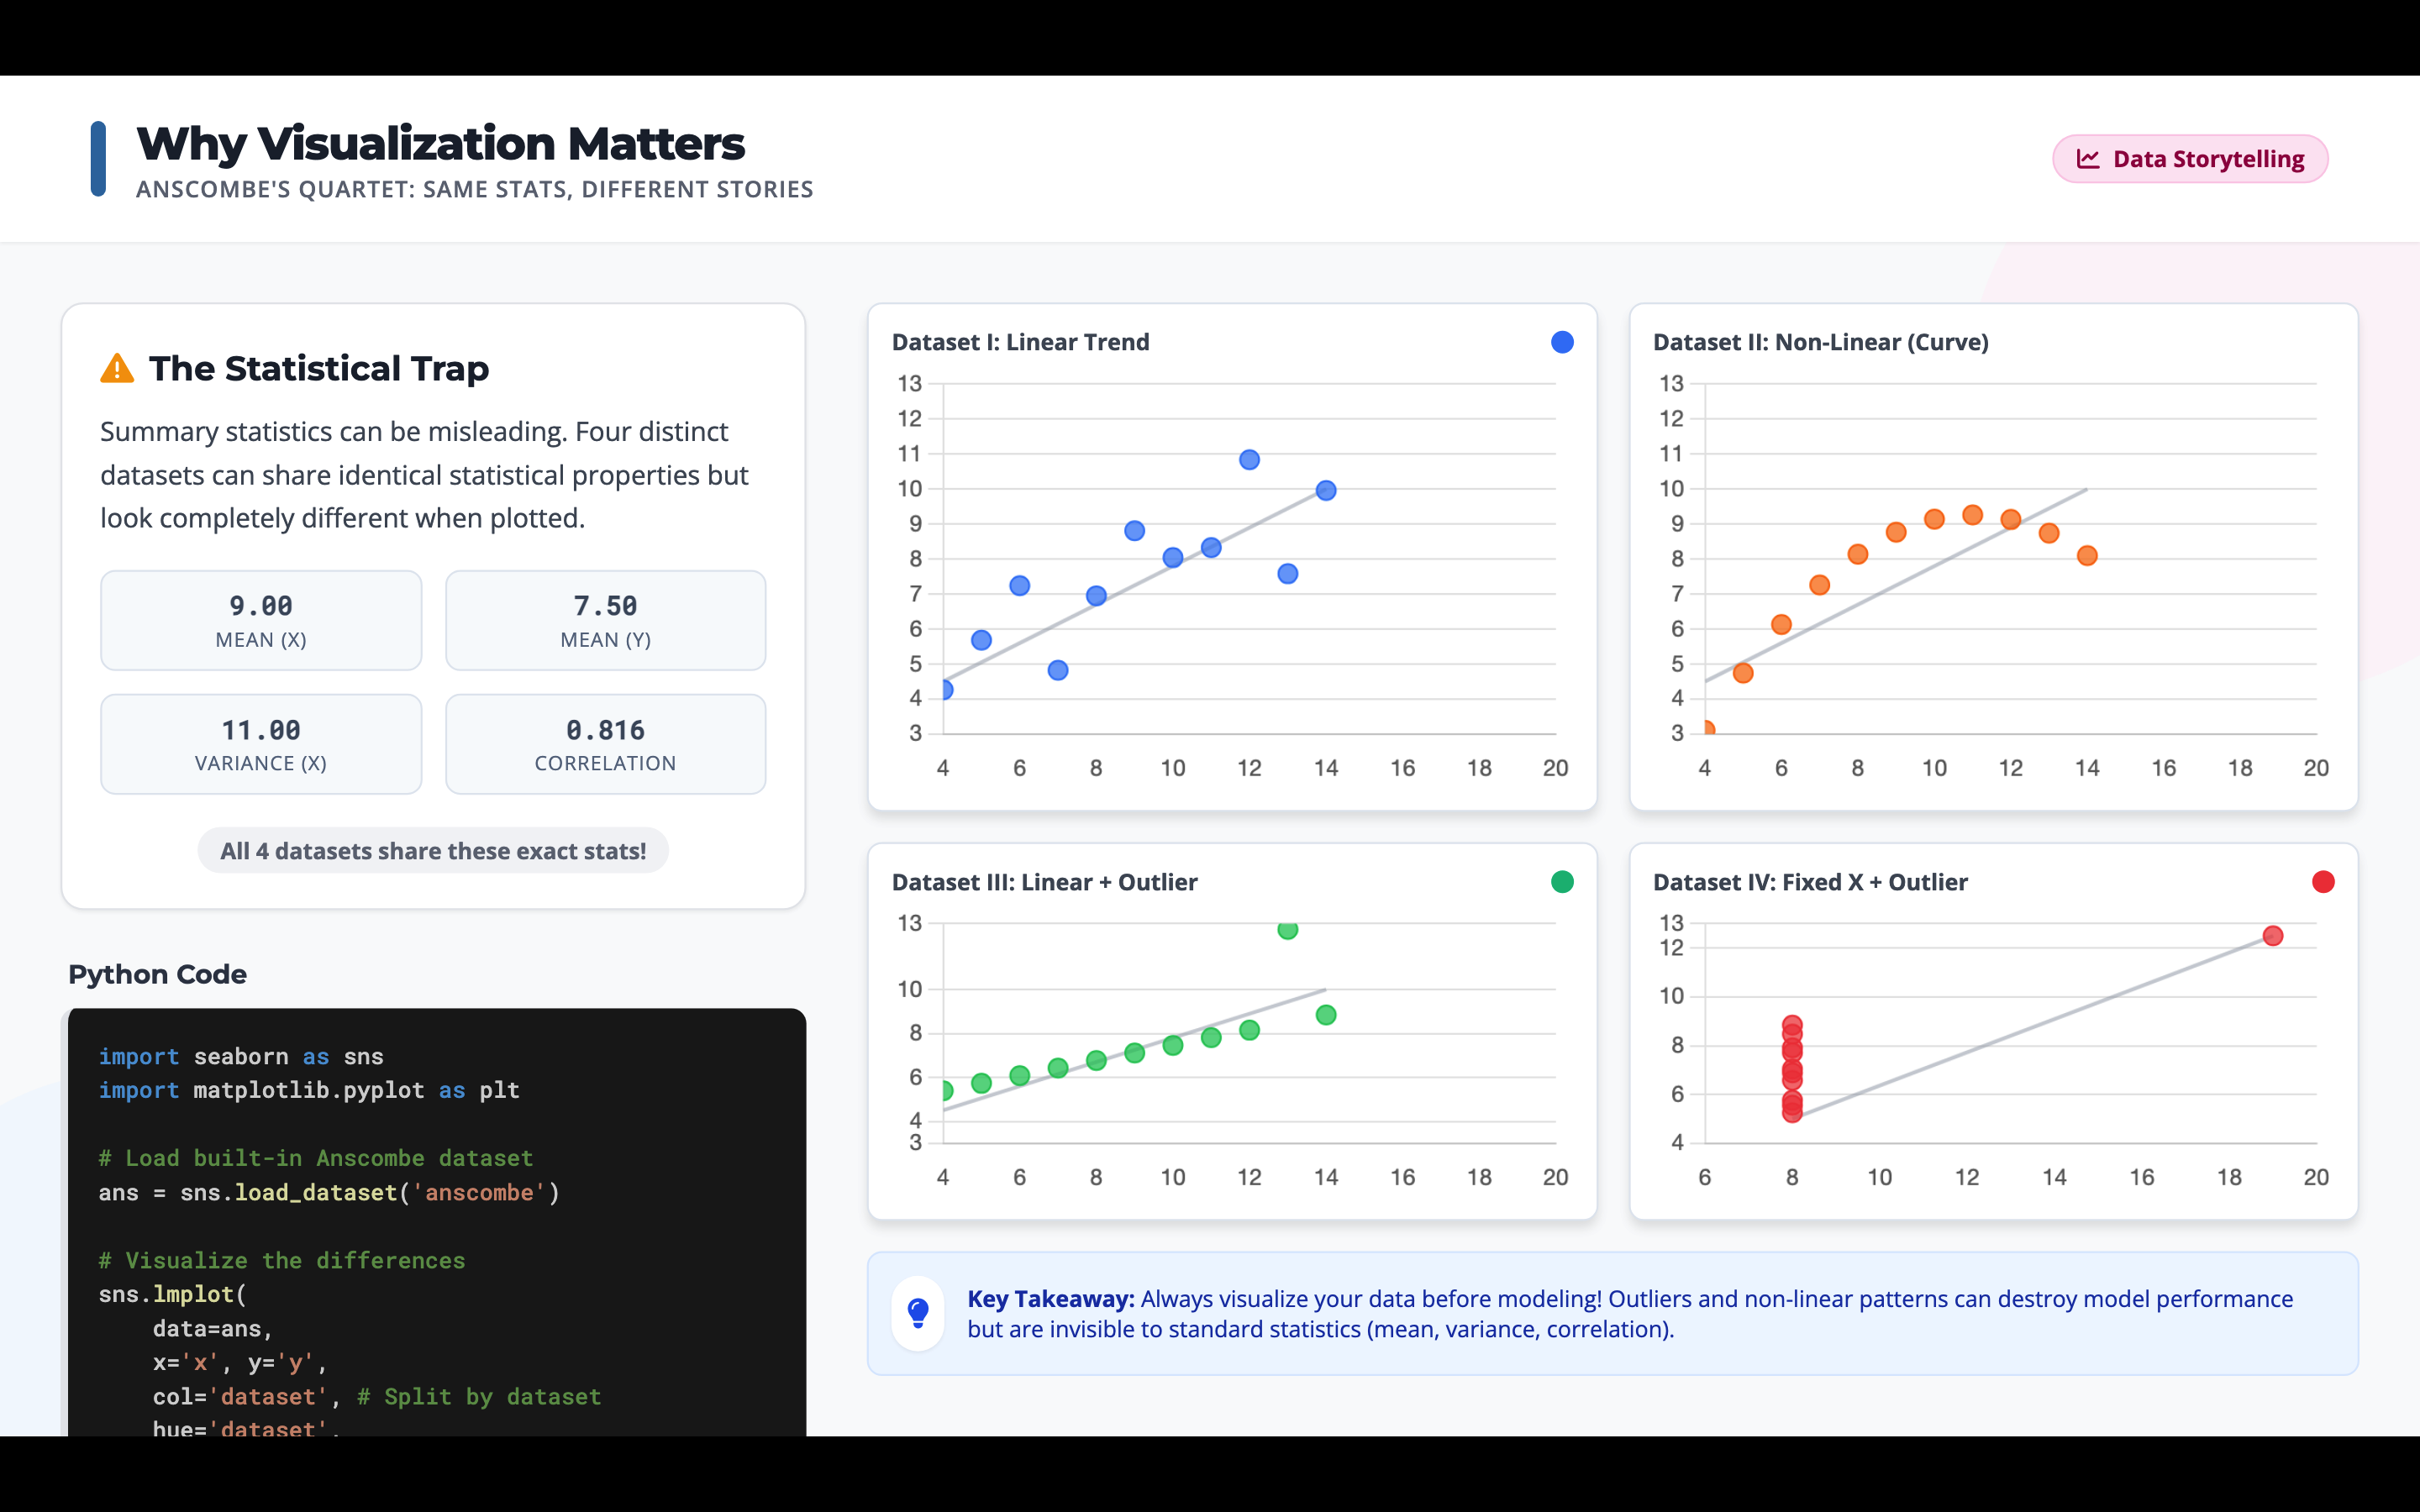 Why Visualization Matters
ANSCOMBE'S QUARTET: SAME STATS, DIFFERENT STORIES
Data Storytelling
The Statistical Trap
Summary statistics can be misleading. Four distinct
datasets can share identical statistical properties but
look completely different when plotted.
9.00
MEAN (X)
7.50
MEAN (Y)
11.00
VARIANCE (X)
0.816
CORRELATION
All 4 datasets share these exact stats!
Python Code
import seaborn as sns
import matplotlib.pyplot as plt
# Load built-in Anscombe dataset
ans = sns.load_dataset('anscombe')
# Visualize the differences
sns.lmplot(
data=ans,
x='x', y='y',
col='dataset', # Split by dataset
hue='dataset',
Dataset I: Linear Trend
13
12
11
10
9
8
7
6
5
4
3
4 6 8 10 12 14 16 18 20
Dataset II: Non-Linear (Curve)
13
12
11
10
9
8
7
6
5
4
3
4 6 8 10 12 14 16 18 20
Dataset III: Linear + Outlier
13
10
8
6
4
3
4 6 8 10 12 14 16 18 20
Dataset IV: Fixed X + Outlier
13
12
10
8
6
4
6 8 10 12 14 16 18 20
Key Takeaway: Always visualize your data before modeling! Outliers and non-linear patterns can destroy model performance
but are invisible to standard statistics (mean, variance, correlation).